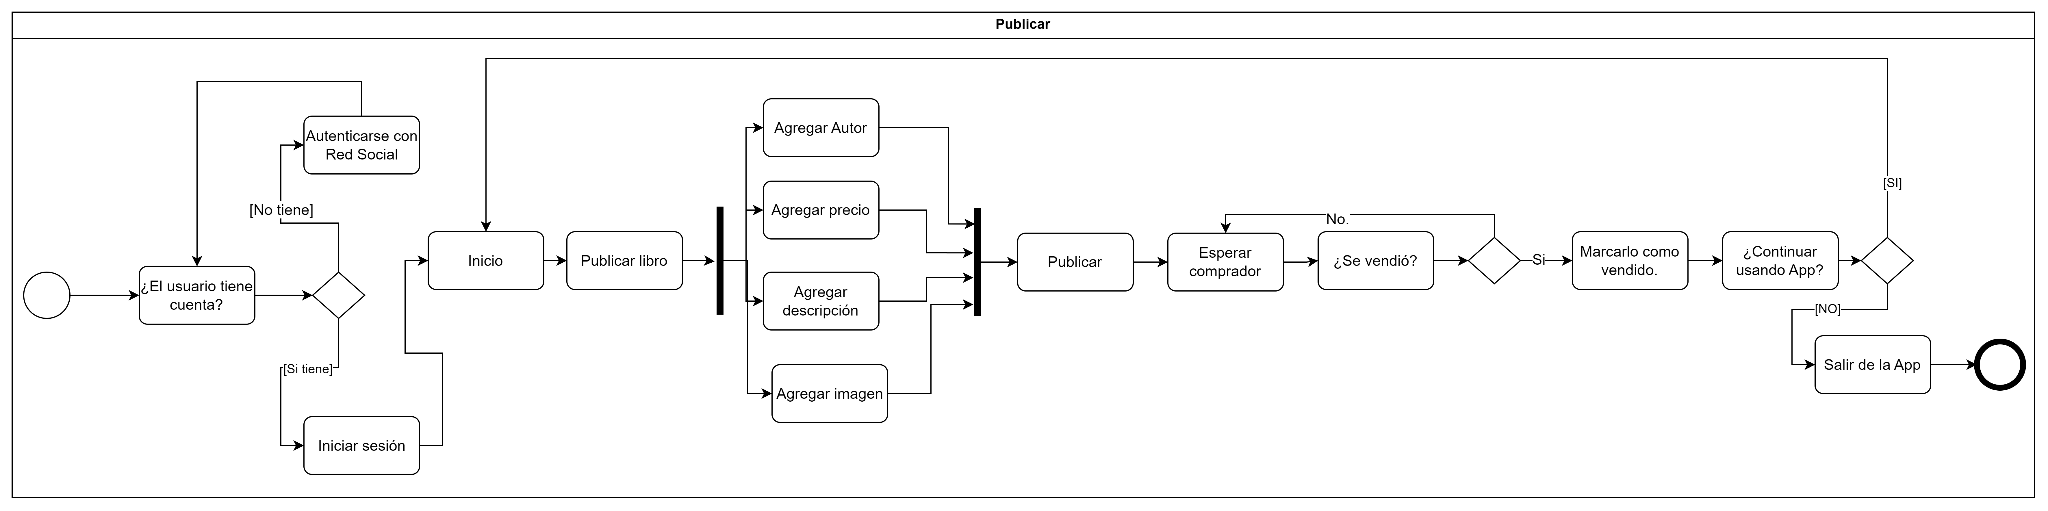 Publicar
Autenticarse con
Red Social
[No tiene]
¿El usuario tiene
cuenta?
[Si tiene]
Iniciar sesión
Inicio
Publicar libro
Agregar Autor
Agregar precio
Agregar
descripción
Agregar imagen
Publicar
Esperar
comprador
No.
¿Se vendió?
Si
Marcarlo como
vendido.
¿Continuar
usando App?
[SI]
[NO]
Salir de la App